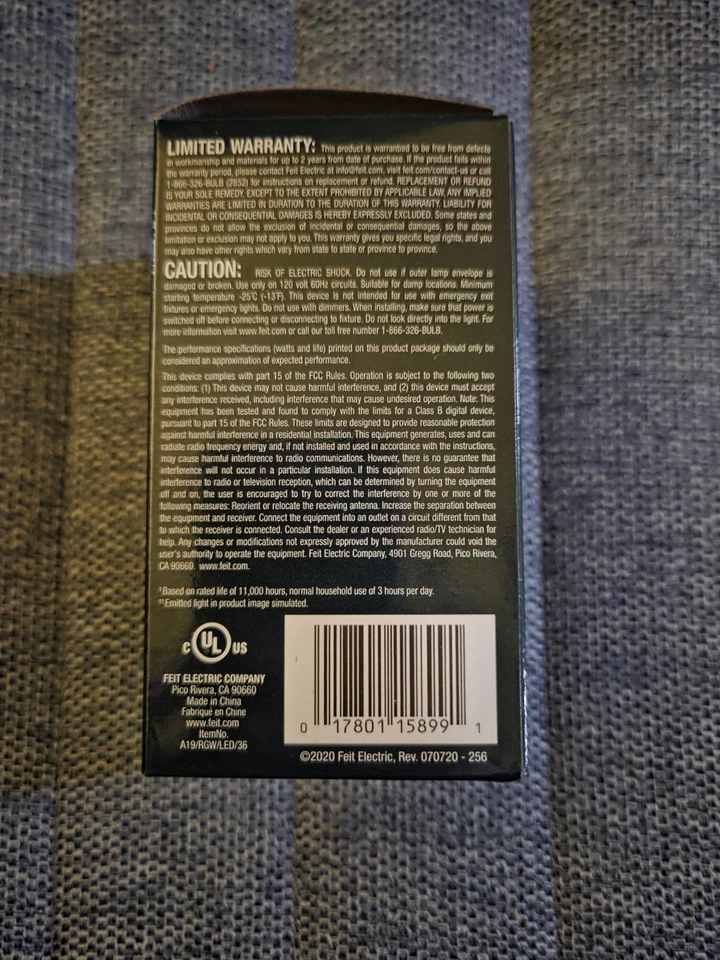 LIMITED WARRANTY: This product is warrantied to be free from defects
in workmanship and materials for up to 2 years from date of purchase. If the product fails within
the warranty period, please contact Feit Electric at info@feit.com, visit feit.com/contact-us or call
1-866-326-BULB (2852) for instructions on replacement or refund. REPLACEMENT OR REFUND
IS YOUR SOLE REMEDY. EXCEPT TO THE EXTENT PROHIBITED BY APPLICABLE LAW, ANY IMPLIED
WARRANTIES ARE LIMITED IN DURATION TO THE DURATION OF THIS WARRANTY. LIABILITY FOR
INCIDENTAL OR CONSEQUENTIAL DAMAGES IS HEREBY EXPRESSLY EXCLUDED. Some states and
provinces do not allow the exclusion of incidental or consequential damages, so the above
limitation or exclusion may not apply to you. This warranty gives you specific legal rights, and you
may also have other rights which vary from state to state or province to province.
CAUTION: RISK OF ELECTRIC SHOCK. Do not use if outer lamp envelope is
damaged or broken. Use only on 120 volt 60Hz circuits. Suitable for damp locations. Minimum
starting temperature -25°C (-13°F). This device is not intended for use with emergency exit
fixtures or emergency lights. Do not use with dimmers. When installing, make sure that power is
switched off before connecting or disconnecting to fixture. Do not look directly into the light. For
more information visit www.feit.com or call our toll free number 1-866-326-BULB.
The performance specifications (watts and life) printed on this product package should only be
considered an approximation of expected performance.
This device complies with part 15 of the FCC Rules. Operation is subject to the following two
conditions: (1) This device may not cause harmful interference, and (2) this device must accept
any interference received, including interference that may cause undesired operation. Note: This
equipment has been tested and found to comply with the limits for a Class B digital device,
pursuant to part 15 of the FCC Rules. These limits are designed to provide reasonable protection
against harmful interference in a residential installation. This equipment generates, uses and can
radiate radio frequency energy and, if not installed and used in accordance with the instructions,
may cause harmful interference to radio communications. However, there is no guarantee that
interference will not occur in a particular installation. If this equipment does cause harmful
interference to radio or television reception, which can be determined by turning the equipment
off and on, the user is encouraged to try to correct the interference by one or more of the
following measures: Reorient or relocate the receiving antenna. Increase the separation between
the equipment and receiver. Connect the equipment into an outlet on a circuit different from that
to which the receiver is connected. Consult the dealer or an experienced radio/TV technician for
help. Any changes or modifications not expressly approved by the manufacturer could void the
user's authority to operate the equipment. Feit Electric Company, 4901 Gregg Road, Pico Rivera,
CA 90660. www.feit.com.
†Based on rated life of 11,000 hours, normal household use of 3 hours per day.
††Emitted light in product image simulated.
C UL US
FEIT ELECTRIC COMPANY
Pico Rivera, CA 90660
Made in China
Fabriqué en Chine
www.feit.com
ItemNo.
A19/RGW/LED/36
0 17801 15899 1
©2020 Feit Electric, Rev. 070720 - 256